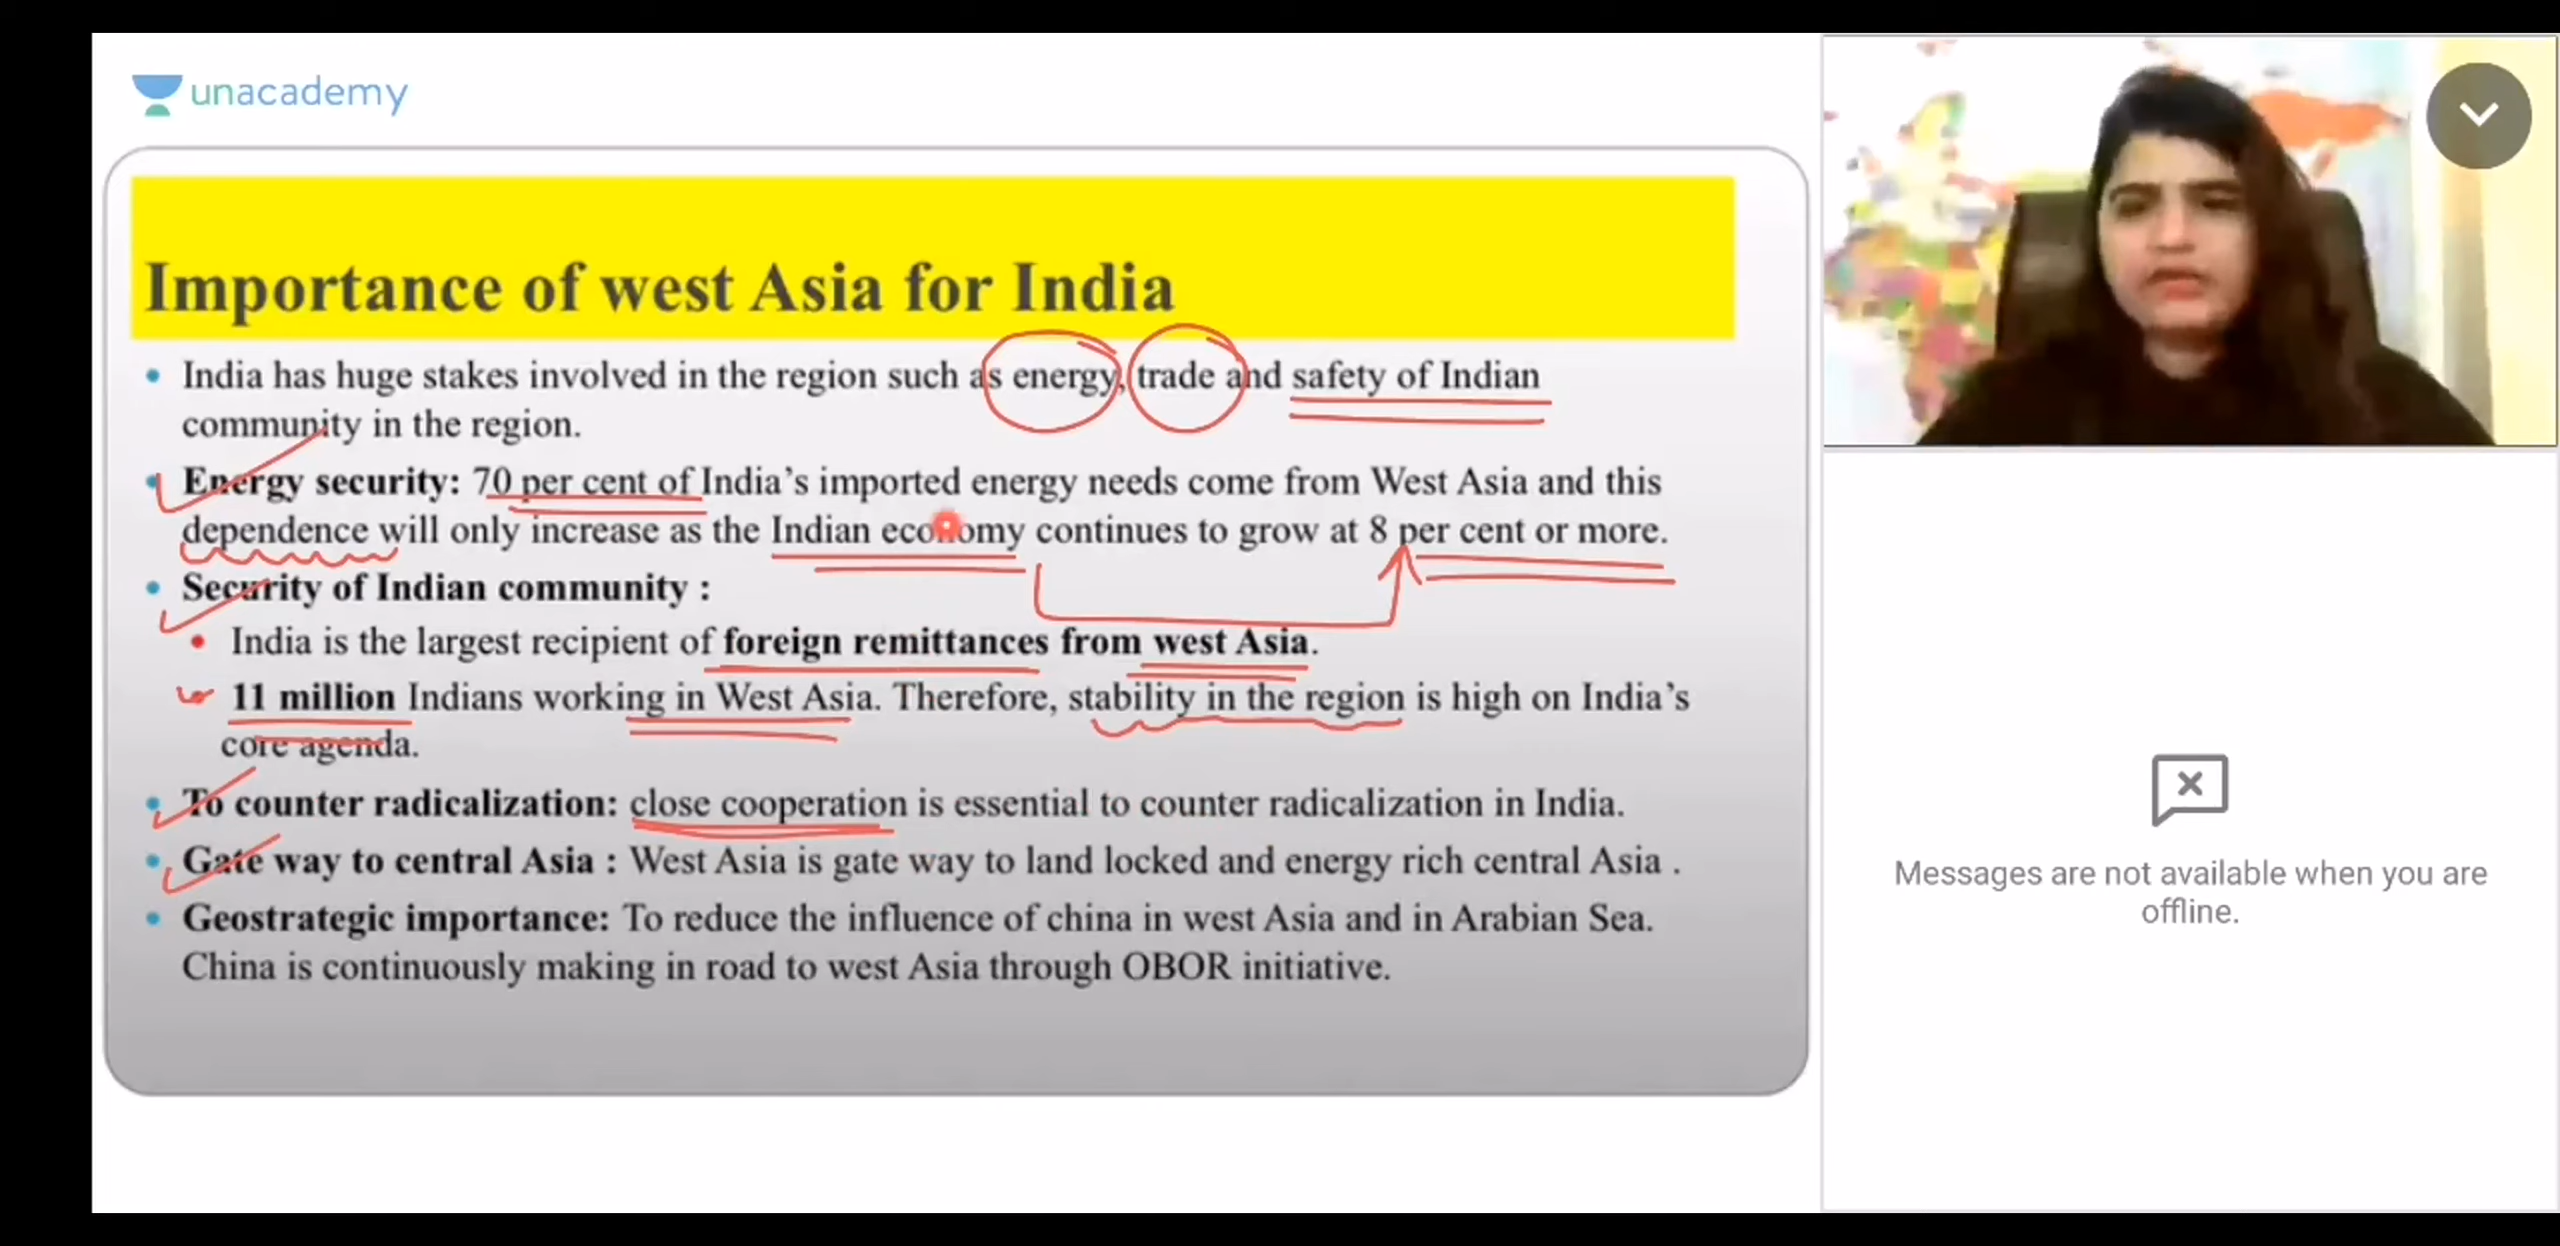 unacademy
Importance of west Asia for India
• India has huge stakes involved in the region such as energy, trade and safety of Indian
community in the region.
• Energy security: 70 per cent of India's imported energy needs come from West Asia and this
dependence will only increase as the Indian economy continues to grow at 8 per cent or more.
• Security of Indian community :
• India is the largest recipient of foreign remittances from west Asia.
11 million Indians working in West Asia. Therefore, stability in the region is high on India's
core agenda.
• To counter radicalization: close cooperation is essential to counter radicalization in India.
• Gate way to central Asia : West Asia is gate way to land locked and energy rich central Asia .
• Geostrategic importance: To reduce the influence of china in west Asia and in Arabian Sea.
China is continuously making in road to west Asia through OBOR initiative.
Messages are not available when you are
offline.